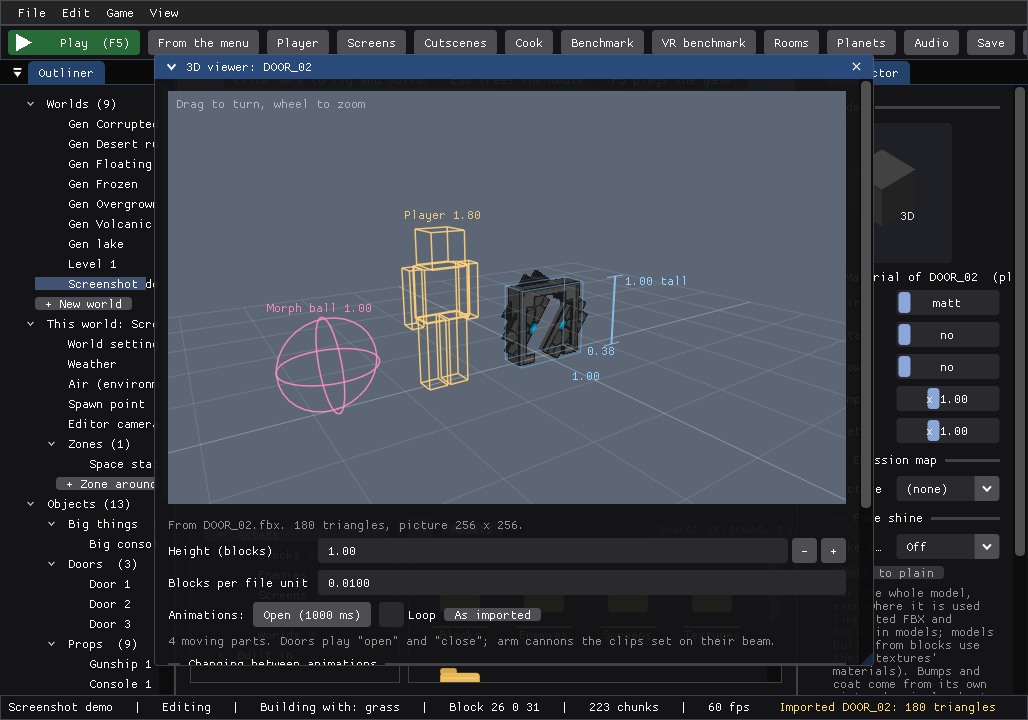 File Edit Game View
Play (F5) From the menu Player Screens Cutscenes Cook Benchmark VR benchmark Rooms Planets Audio Save
Outliner
3D viewer: DOOR_02
Drag to turn, wheel to zoom
Worlds (9)
Gen Corrupted
Gen Desert
Gen Floating
Gen Frozen
Gen Overgrown
Gen Volcanic
Gen lake
Level 1
Screenshot
+ New world
This world:
World
Weather
Air
Spawn point
Editor
Zones (1)
Space
+ Zone around
Objects (13)
Big things
Big
Doors (3)
Door 1
Door 2
Door 3
Props (9)
Gunship 1
Console 1
Player 1.80
Morph ball 1.00
1.00 tall
0.38
1.00
From DOOR_02.fbx. 180 triangles, picture 256 x 256.
Height (blocks) 1.00 - +
Blocks per file unit 0.0100
Animations: Open (1000 ms) Loop As imported
4 moving parts. Doors play "open" and "close"; arm cannons the clips set on their beam.
Changing between animations
3D
of DOOR_02
matt
no
no
x 1.00
x 1.00
map
(none)
shine
Off
to plain
whole model,
it is used
FBX and
in models; models
from blocks use
textures'
Bumps and
coat come from its own
Screenshot demo | Editing | Building with: grass | Block 26 0 31 | 223 chunks | 60 fps Imported DOOR_02: 180 triangles